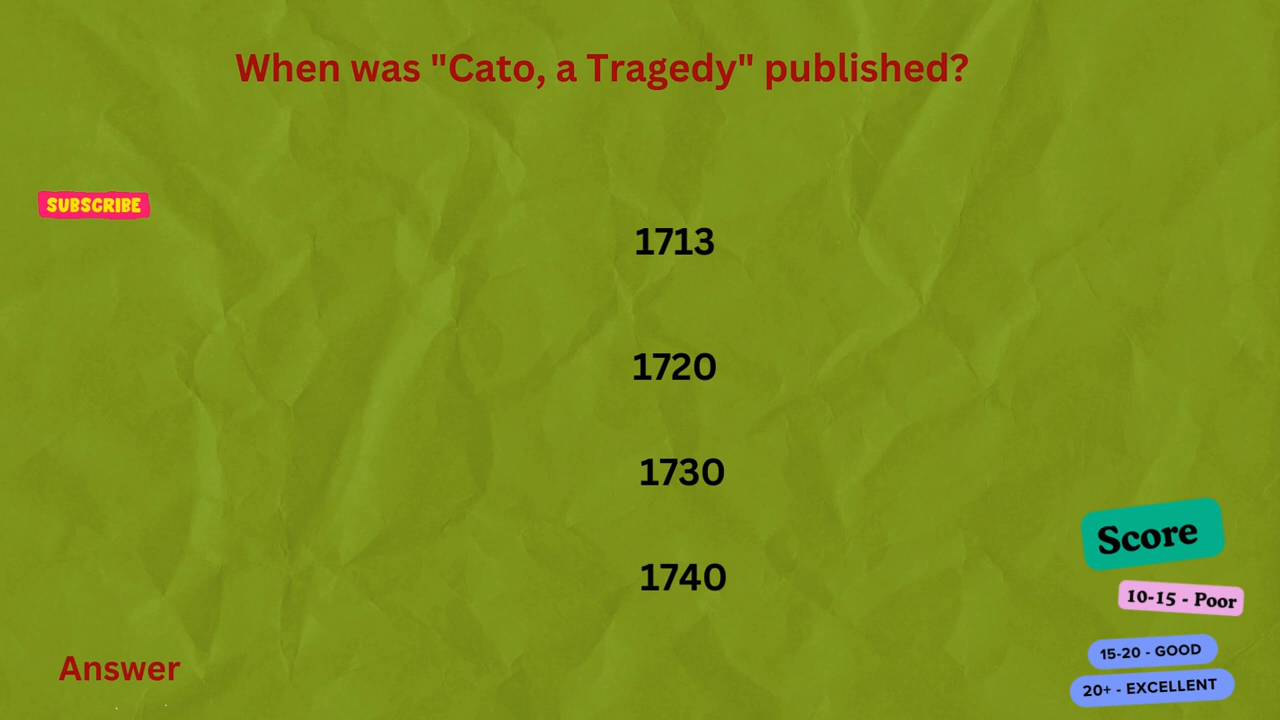 When was "Cato, a Tragedy" published?
SUBSCRIBE
1713
1720
1730
1740
Score
10-15 - Poor
15-20 - GOOD
20+ - EXCELLENT
Answer